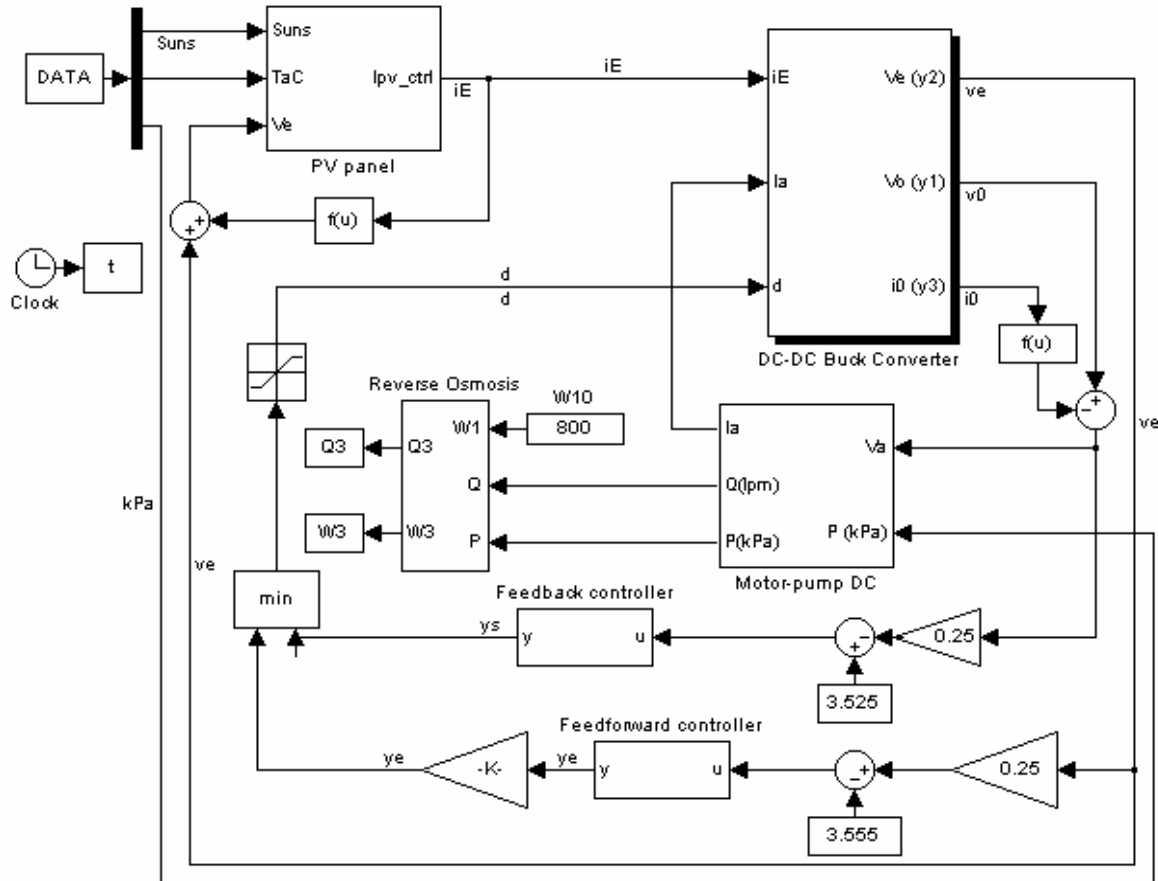 Suns
Suns
DATA
TaC
Ipv_ctrl
iE
iE
Ve
PV panel
iE
Ve (y2)
ve
Ia
Vo (y1)
v0
f(u)
+
+
t
Clock
d
d
d
i0 (y3)
i0
DC-DC Buck Converter
f(u)
+
−
ve
Reverse Osmosis
W10
W1
800
Q3
Q3
Q
W3
W3
P
Ia
Va
Q(lpm)
P(kPa)
P (kPa)
Motor-pump DC
kPa
ve
min
Feedback controller
ys
y
u
−
+
0.25
3.525
Feedforward controller
ye
-K-
ye
y
u
+
−
0.25
3.555